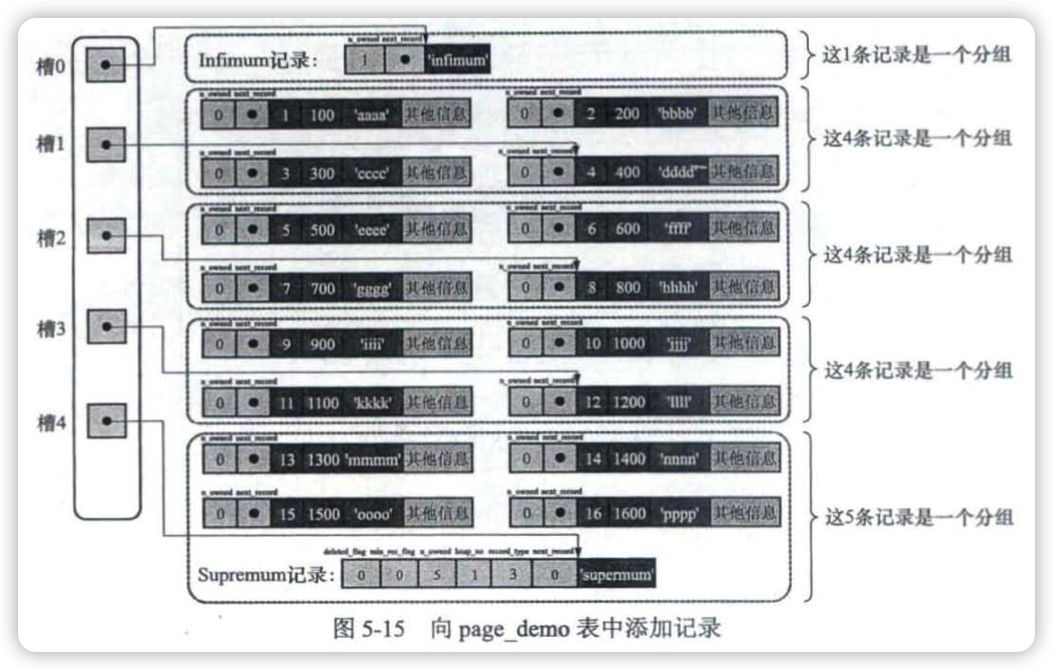 槽0
n_owned next_record
Infimum记录: 1 'infimum'
这1条记录是一个分组
n_owned next_record n_owned next_record
0 1 100 'aaaa' 其他信息 0 2 200 'bbbb' 其他信息
槽1
这4条记录是一个分组
n_owned next_record n_owned next_record
0 3 300 'cccc' 其他信息 0 4 400 'dddd' 其他信息
n_owned next_record n_owned next_record
0 5 500 'eeee' 其他信息 0 6 600 'ffff' 其他信息
槽2
这4条记录是一个分组
n_owned next_record n_owned next_record
0 7 700 'gggg' 其他信息 0 8 800 'hhhh' 其他信息
n_owned next_record n_owned next_record
0 9 900 'iiii' 其他信息 0 10 1000 'jjjj' 其他信息
槽3
这4条记录是一个分组
n_owned next_record n_owned next_record
0 11 1100 'kkkk' 其他信息 0 12 1200 'llll' 其他信息
槽4
n_owned next_record n_owned next_record
0 13 1300 'mmmm' 其他信息 0 14 1400 'nnnn' 其他信息
n_owned next_record n_owned next_record
0 15 1500 'oooo' 其他信息 0 16 1600 'pppp' 其他信息
这5条记录是一个分组
deleted_flag min_rec_flag n_owned heap_no record_type next_record
Supremum记录: 0 0 5 1 3 0 'supermum'
图 5-15 向 page_demo 表中添加记录